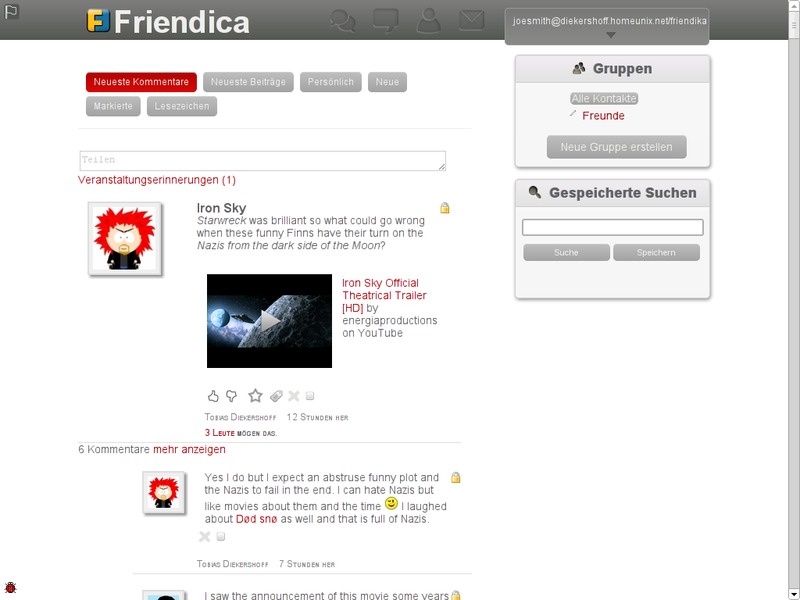 Friendica
joesmith@diekershoff.homeunix.net/friendika
Neueste Kommentare
Neueste Beiträge
Persönlich
Neue
Markierte
Lesezeichen
Teilen
Veranstaltungserinnerungen (1)
Iron Sky
Starwreck was brilliant so what could go wrong
when these funny Finns have their turn on the
Nazis from the dark side of the Moon?
Iron Sky Official
Theatrical Trailer
[HD] by
energiaproductions
on YouTube
Tobias Diekershoff 12 Stunden her
3 Leute mögen das.
6 Kommentare mehr anzeigen
Yes I do but I expect an abstruse funny plot and
the Nazis to fail in the end. I can hate Nazis but
like movies about them and the time I laughed
about Død snø as well and that is full of Nazis.
Tobias Diekershoff 7 Stunden her
I saw the announcement of this movie some years
Gruppen
Alle Kontakte
Freunde
Neue Gruppe erstellen
Gespeicherte Suchen
Suche
Speichern